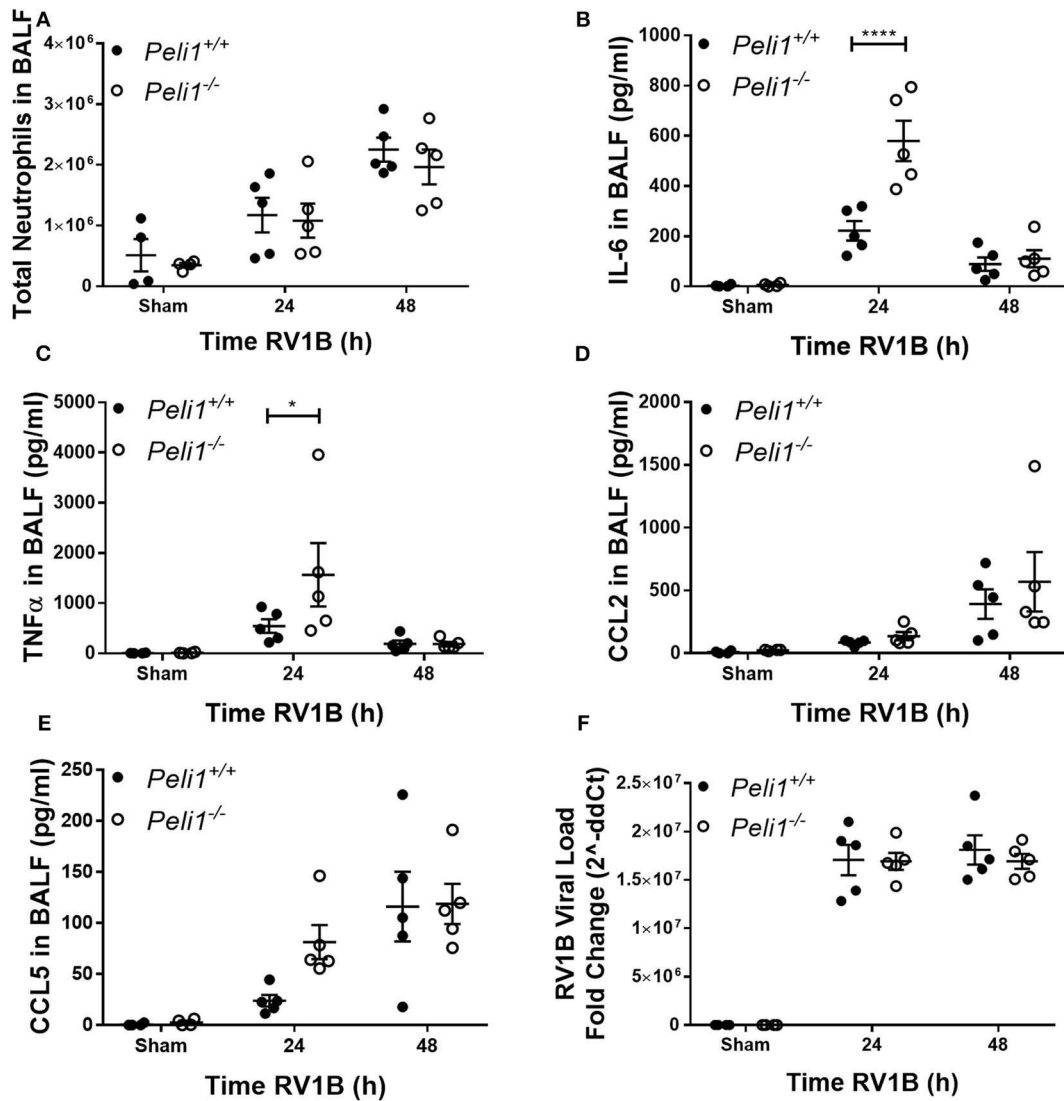 A
Total Neutrophils in BALF
4×10⁶
3×10⁶
2×10⁶
1×10⁶
0
Peli1+/+
Peli1-/-
Sham
24
48
Time RV1B (h)
B
IL-6 in BALF (pg/ml)
1000
800
600
400
200
0
Peli1+/+
Peli1-/-
****
Sham
24
48
Time RV1B (h)
C
TNFα in BALF (pg/ml)
5000
4000
3000
2000
1000
0
Peli1+/+
Peli1-/-
*
Sham
24
48
Time RV1B (h)
D
CCL2 in BALF (pg/ml)
2000
1500
1000
500
0
Peli1+/+
Peli1-/-
Sham
24
48
Time RV1B (h)
E
CCL5 in BALF (pg/ml)
250
200
150
100
50
0
Peli1+/+
Peli1-/-
Sham
24
48
Time RV1B (h)
F
RV1B Viral Load
Fold Change (2^-ddCt)
2.5×10⁷
2×10⁷
1.5×10⁷
1×10⁷
5×10⁶
0
Peli1+/+
Peli1-/-
Sham
24
48
Time RV1B (h)